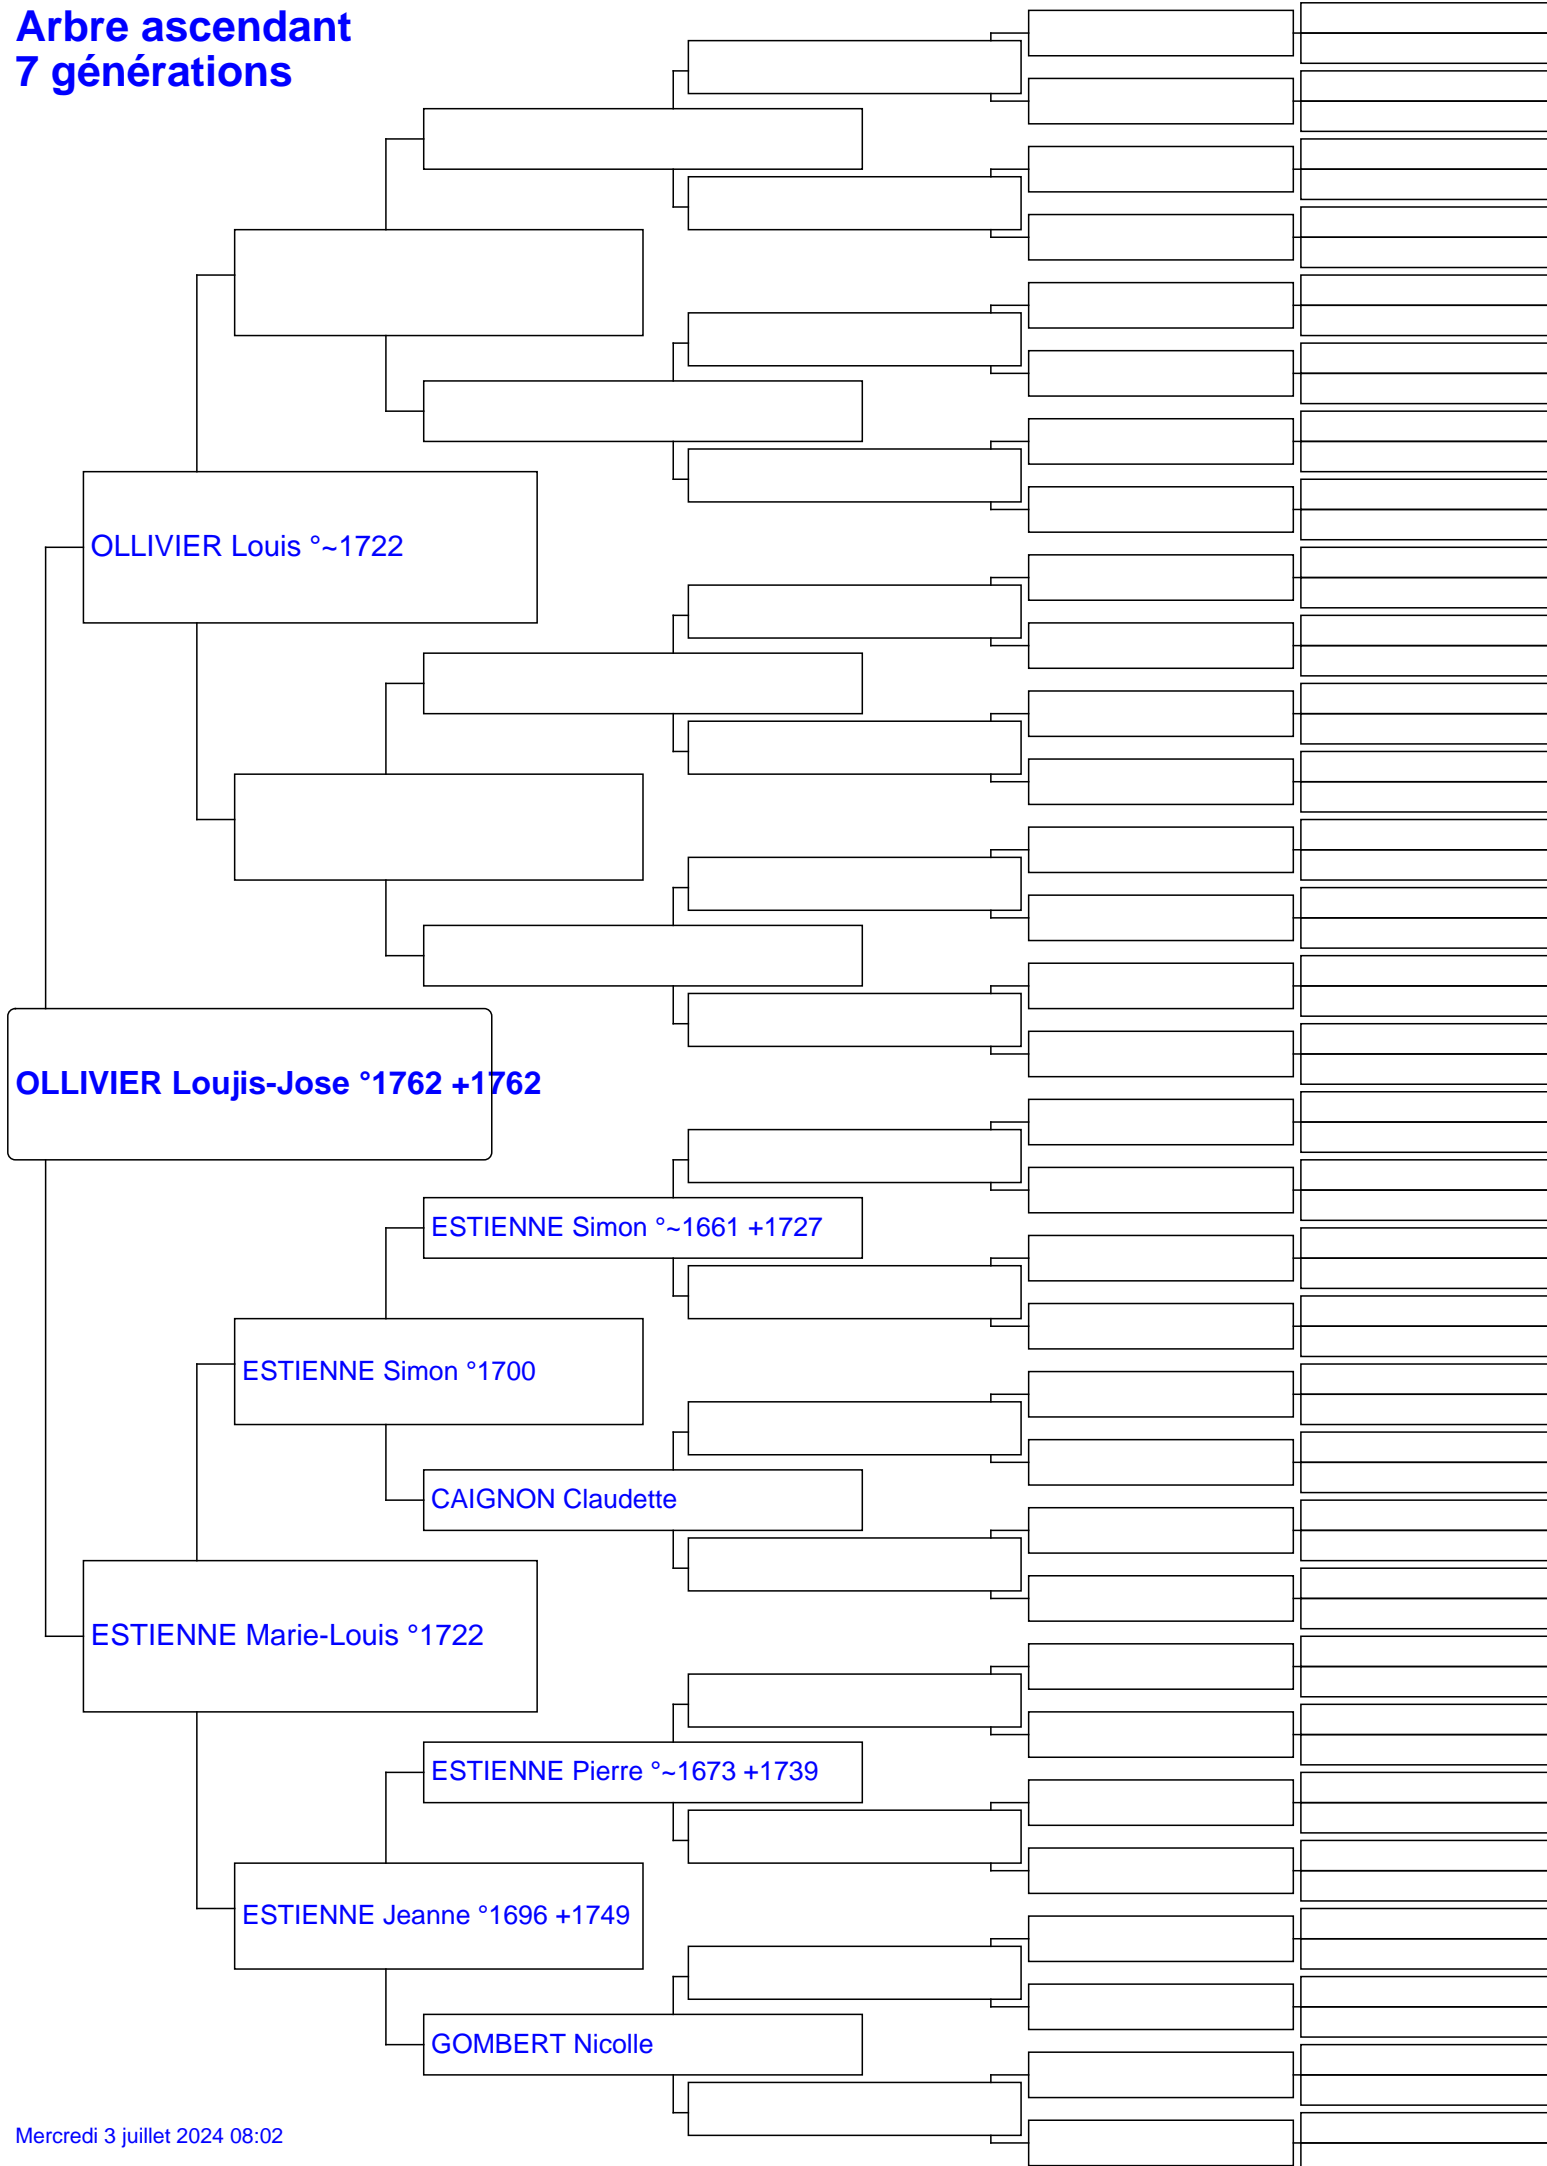 Arbre ascendant
7 générations
OLLIVIER Louis °~1722
OLLIVIER Loujis-Jose °1762 +1762
ESTIENNE Simon °~1661 +1727
ESTIENNE Simon °1700
CAIGNON Claudette
ESTIENNE Marie-Louis °1722
ESTIENNE Pierre °~1673 +1739
ESTIENNE Jeanne °1696 +1749
GOMBERT Nicolle
Mercredi 3 juillet 2024 08:02